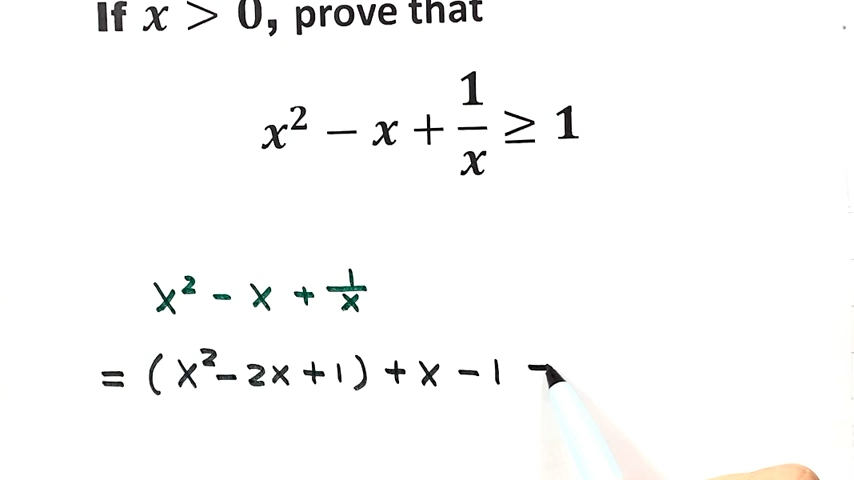 If x > 0, prove that
x² − x + 1/x ≥ 1
x² - x + 1/x
= (x² - 2x + 1) + x - 1